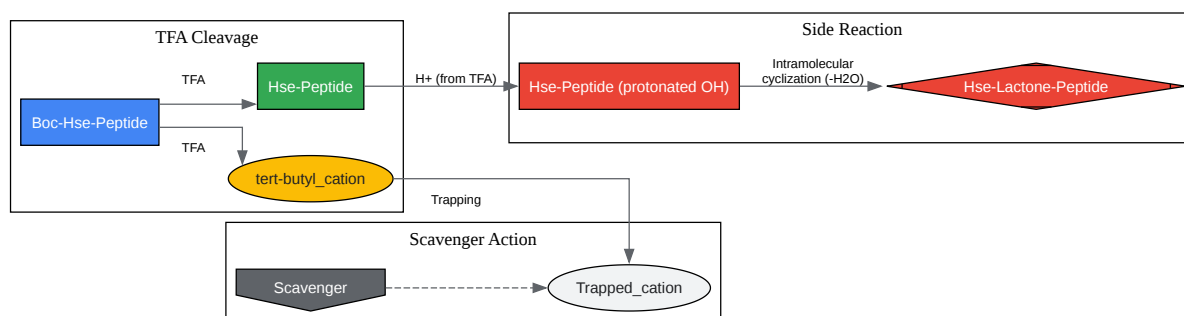 TFA Cleavage
Side Reaction
TFA
Hse-Peptide
H+ (from TFA)
Hse-Peptide (protonated OH)
Intramolecular
cyclization (-H2O)
Hse-Lactone-Peptide
Boc-Hse-Peptide
TFA
tert-butyl_cation
Trapping
Scavenger Action
Scavenger
Trapped_cation